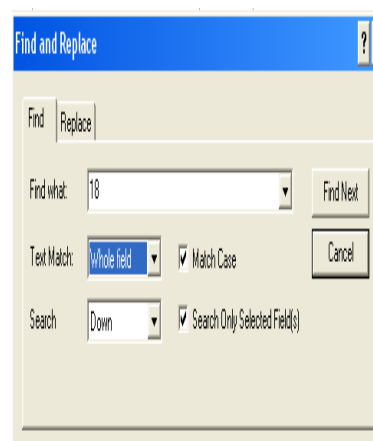 Find and Replace ?
Find Replace
Find what: 18 Find Next
Text Match: Whole field Match Case Cancel
Search Down Search Only Selected Field(s)